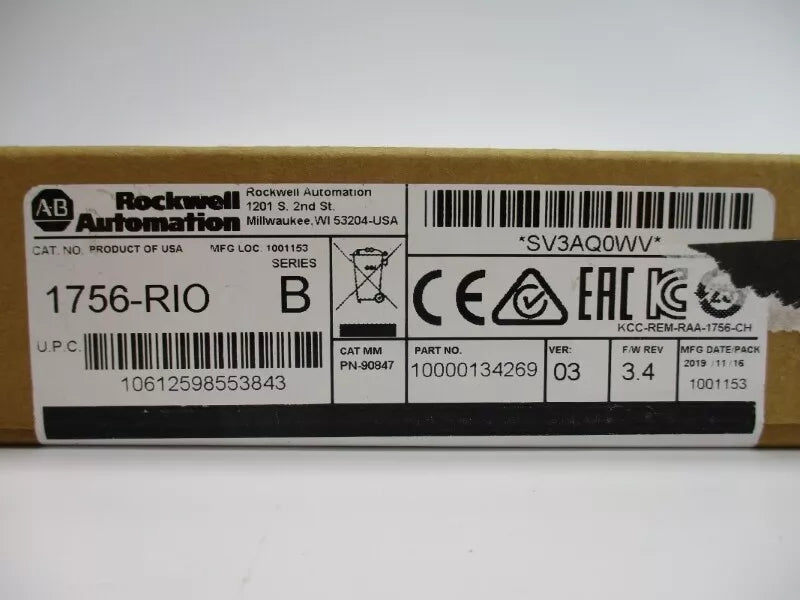 A-B
Rockwell
Automation
Rockwell Automation
1201 S. 2nd St.
Millwaukee, WI 53204-USA
CAT. NO. PRODUCT OF USA MFG LOC. 1001153
SERIES
1756-RIO B
U.P.C.
10612598553843
CAT MM
PN-90847
*SV3AQ0WV*
CE EAC KC
KCC-REM-RAA-1756-CH
PART NO.
10000134269
VER:
03
F/W REV
3.4
MFG DATE/PACK
2019 / 11 / 16
1001153